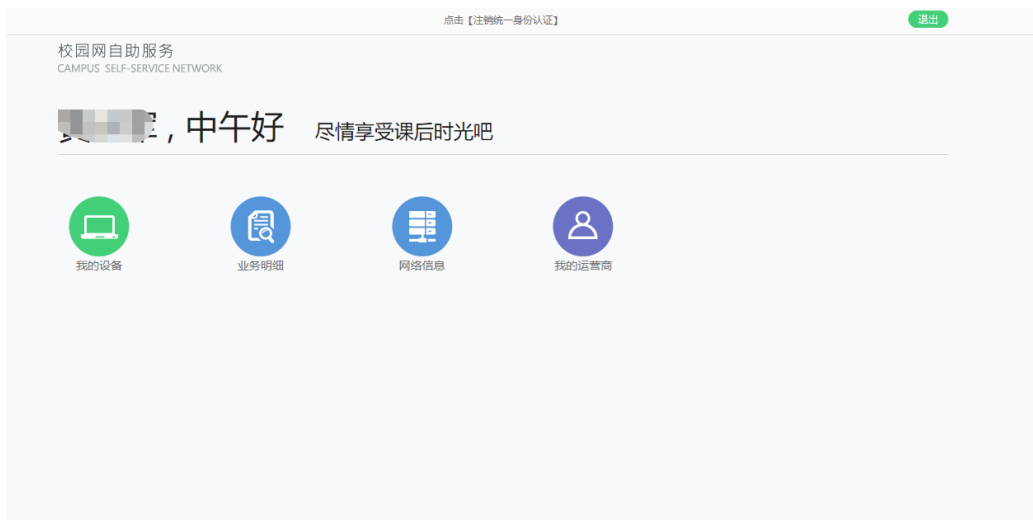 点击【注销统一身份认证】
退出
校园网自助服务
CAMPUS SELF-SERVICE NETWORK
,中午好 尽情享受课后时光吧
我的设备 业务明细 网络信息 我的运营商